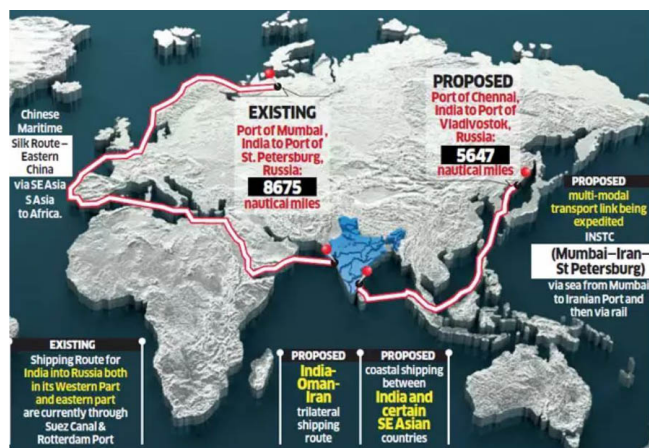 EXISTING
Port of Mumbai,
India to Port of
St. Petersburg,
Russia:
8675
nautical miles
PROPOSED
Port of Chennai,
India to Port of
Vladivostok,
Russia:
5647
nautical miles
Chinese
Maritime
Silk Route –
Eastern
China
via SE Asia
S Asia
to Africa.
PROPOSED
multi-modal
transport link being
expedited
INSTC
(Mumbai–Iran–
St Petersburg)
via sea from Mumbai
to Iranian Port and
then via rail
EXISTING
Shipping Route for
India into Russia both
in its Western Part
and eastern part
are currently through
Suez Canal &
Rotterdam Port
PROPOSED
India-
Oman-
Iran
trilateral
shipping
route
PROPOSED
coastal shipping
between
India and
certain
SE Asian
countries